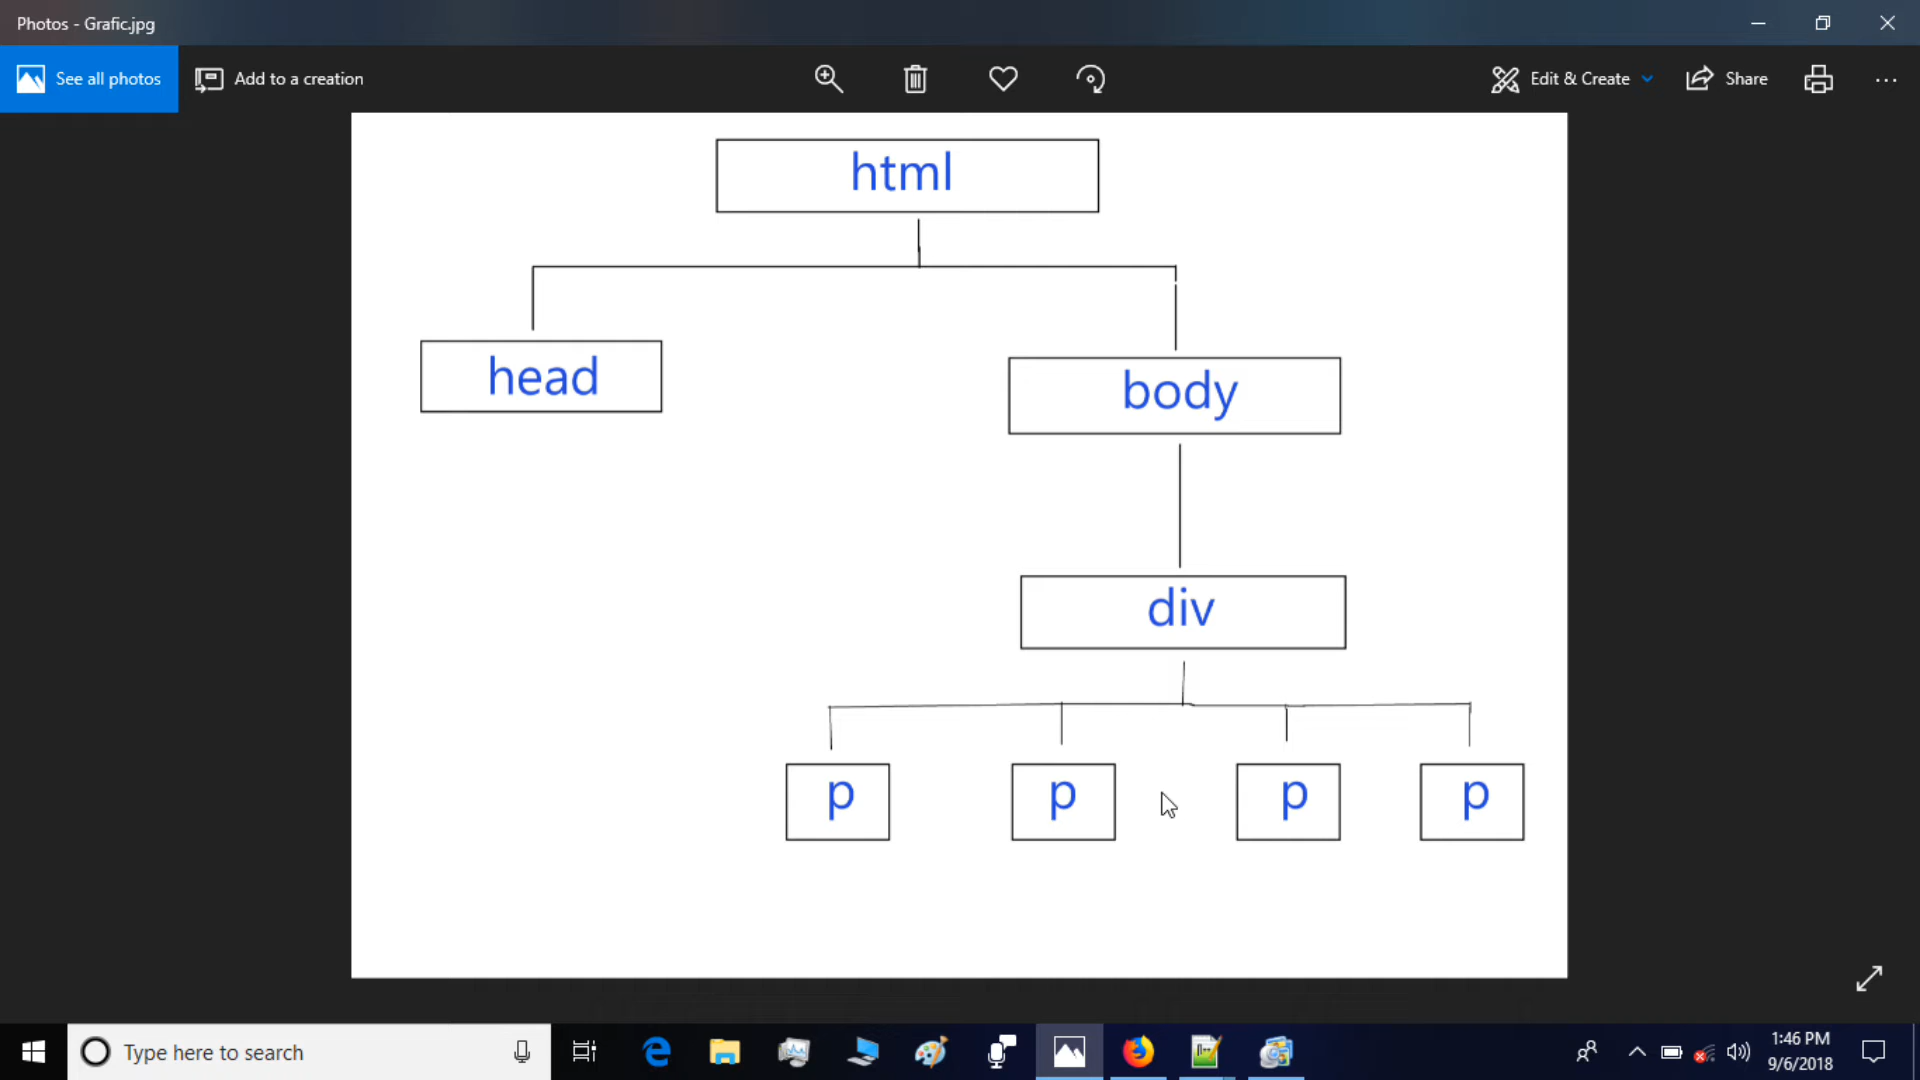 Photos - Grafic.jpg
See all photos
Add to a creation
Edit & Create
Share
html
head
body
div
p p p p
Type here to search
1:46 PM
9/6/2018